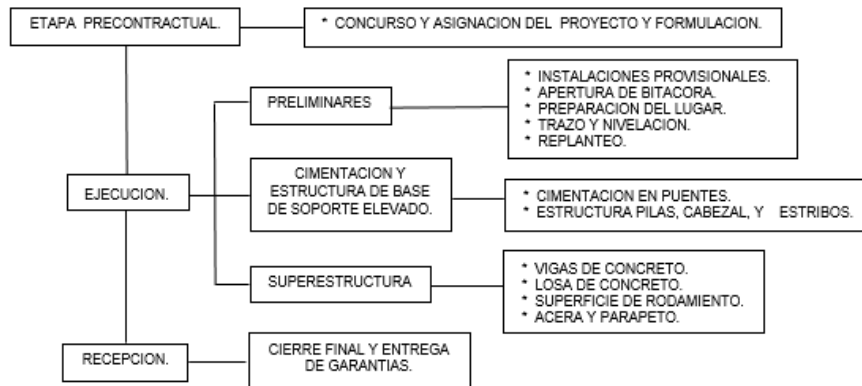 ETAPA PRECONTRACTUAL.
* CONCURSO Y ASIGNACION DEL PROYECTO Y FORMULACION.
PRELIMINARES
* INSTALACIONES PROVISIONALES.
* APERTURA DE BITACORA.
* PREPARACION DEL LUGAR.
* TRAZO Y NIVELACION.
* REPLANTEO.
EJECUCION.
CIMENTACION Y
ESTRUCTURA DE BASE
DE SOPORTE ELEVADO.
* CIMENTACION EN PUENTES.
* ESTRUCTURA PILAS, CABEZAL, Y ESTRIBOS.
SUPERESTRUCTURA
* VIGAS DE CONCRETO.
* LOSA DE CONCRETO.
* SUPERFICIE DE RODAMIENTO.
* ACERA Y PARAPETO.
RECEPCION.
CIERRE FINAL Y ENTREGA
DE GARANTIAS.